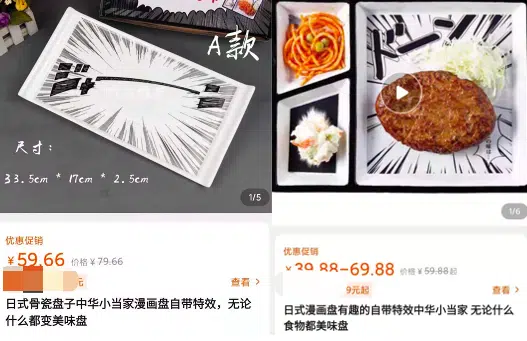 A款
ドーン
尺寸：
33.5cm * 17cm * 2.5cm
1/5
1/6
优惠促销
¥59.66 价格 ¥79.66
元
查看 >
日式骨瓷盘子中华小当家漫画盘自带特效，无论
什么都变美味盘
优惠促销
¥39.88-69.88 价格 ¥59.88起
9元起
查看 >
日式漫画盘有趣的自带特效中华小当家 无论什么
食物都美味盘